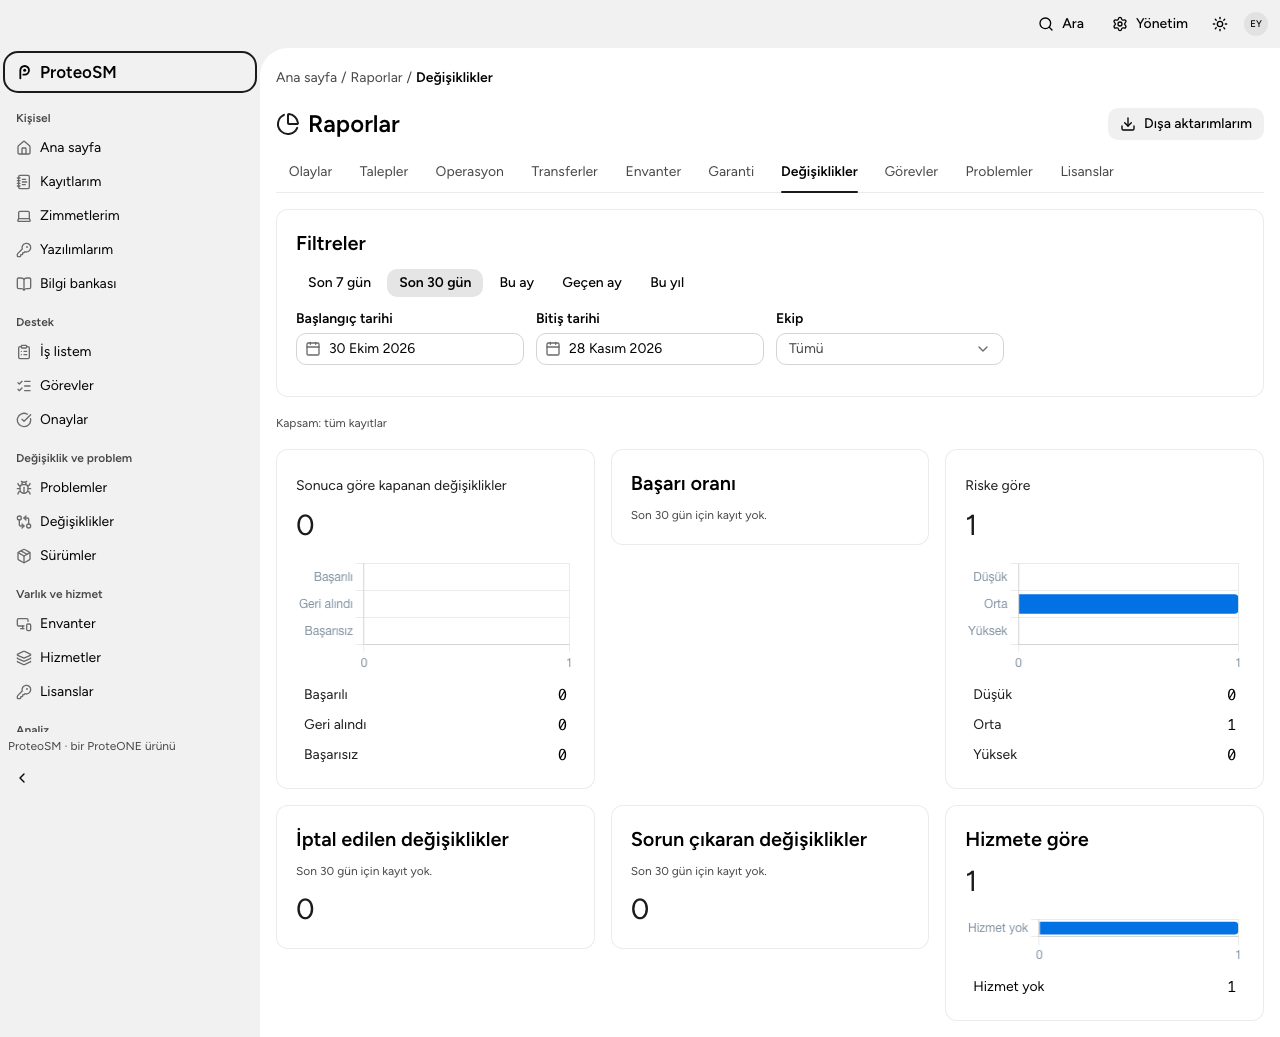 Ara
Yönetim
EY
ProteoSM
Kişisel
Ana sayfa
Kayıtlarım
Zimmetlerim
Yazılımlarım
Bilgi bankası
Destek
İş listem
Görevler
Onaylar
Değişiklik ve problem
Problemler
Değişiklikler
Sürümler
Varlık ve hizmet
Envanter
Hizmetler
Lisanslar
Analiz
ProteoSM · bir ProteONE ürünü
Ana sayfa / Raporlar / Değişiklikler
Raporlar
Dışa aktarımlarım
Olaylar Talepler Operasyon Transferler Envanter Garanti Değişiklikler Görevler Problemler Lisanslar
Filtreler
Son 7 gün Son 30 gün Bu ay Geçen ay Bu yıl
Başlangıç tarihi Bitiş tarihi Ekip
30 Ekim 2026 28 Kasım 2026 Tümü
Kapsam: tüm kayıtlar
Sonuca göre kapanan değişiklikler
0
Başarılı
Geri alındı
Başarısız
0 1
Başarılı 0
Geri alındı 0
Başarısız 0
Başarı oranı
Son 30 gün için kayıt yok.
Riske göre
1
Düşük
Orta
Yüksek
0 1
Düşük 0
Orta 1
Yüksek 0
İptal edilen değişiklikler
Son 30 gün için kayıt yok.
0
Sorun çıkaran değişiklikler
Son 30 gün için kayıt yok.
0
Hizmete göre
1
Hizmet yok
0 1
Hizmet yok 1